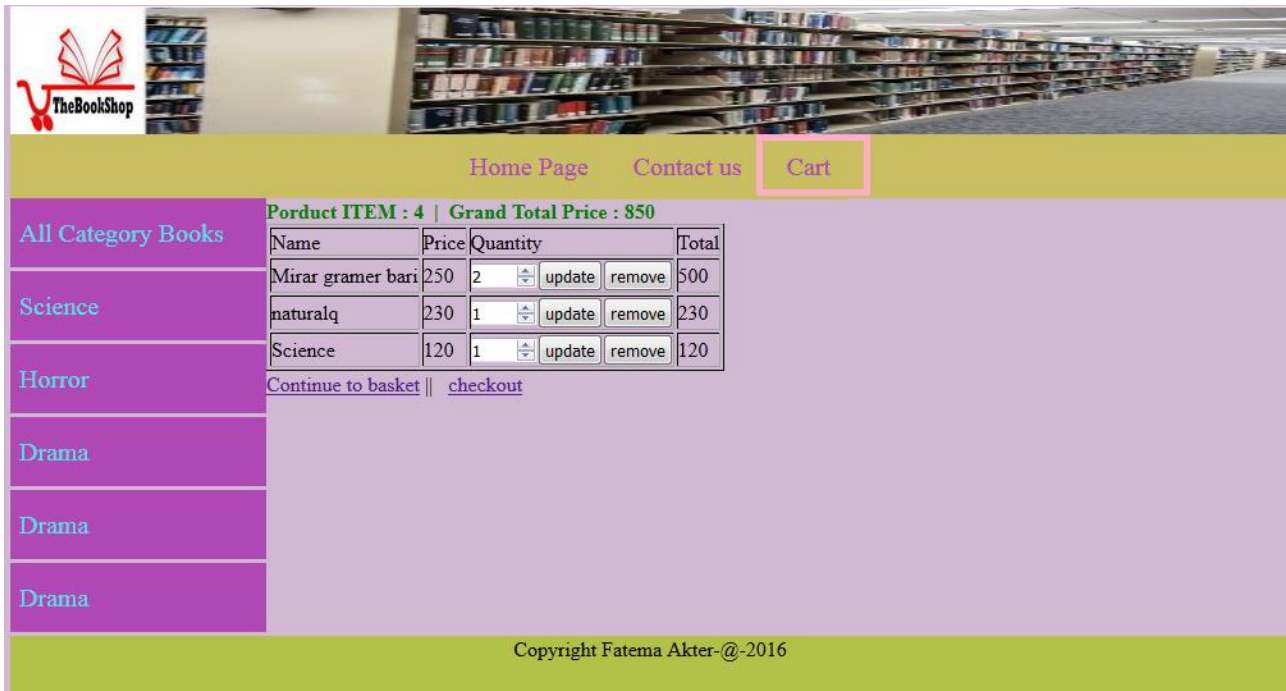 TheBookShop
Home Page Contact us Cart
All Category Books
Science
Horror
Drama
Drama
Drama
Porduct ITEM : 4 | Grand Total Price : 850
Name Price Quantity Total
Mirar gramer bari 250 2 update remove 500
naturalq 230 1 update remove 230
Science 120 1 update remove 120
Continue to basket || checkout
Copyright Fatema Akter-@-2016